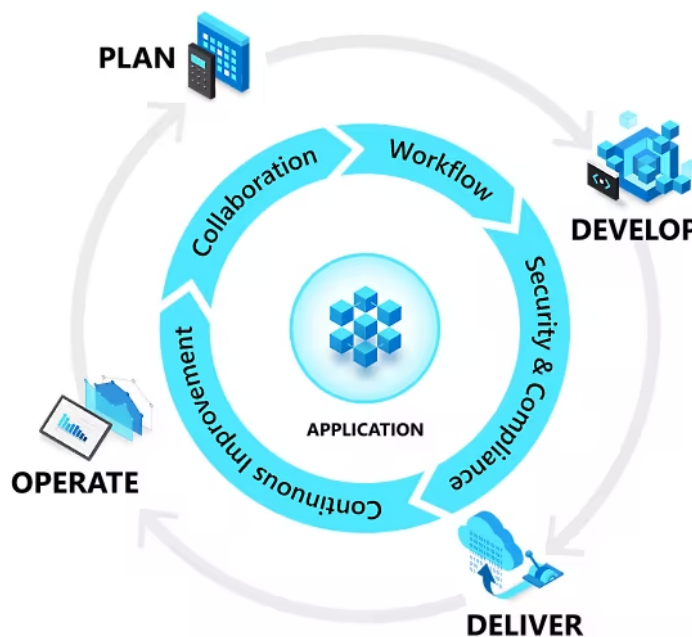 PLAN
DEVELOP
DELIVER
OPERATE
Collaboration
Workflow
Security & Compliance
Continuous Improvement
APPLICATION